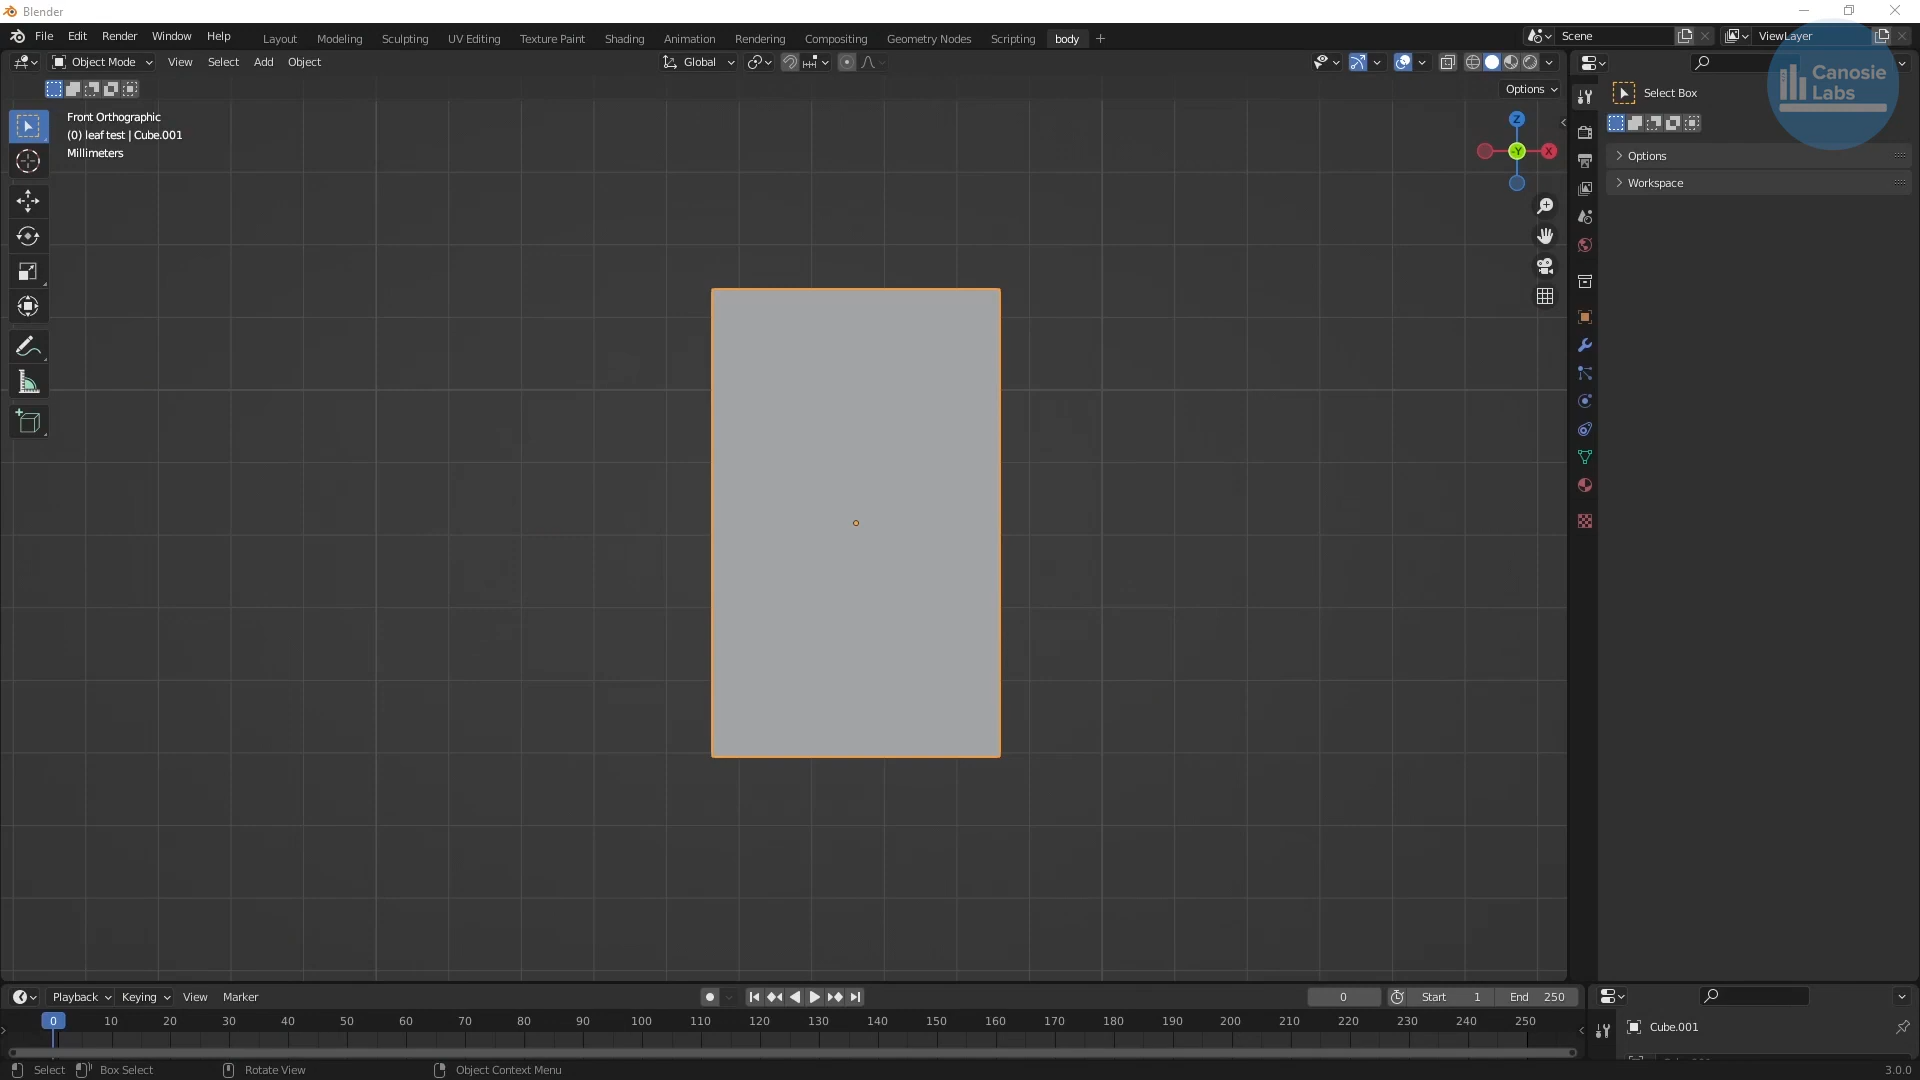 Blender
File Edit Render Window Help
Layout Modeling Sculpting UV Editing Texture Paint Shading Animation Rendering Compositing Geometry Nodes Scripting body +
Scene
ViewLayer
Object Mode View Select Add Object
Global
Options
Canosie
Labs
Select Box
Options
Workspace
Front Orthographic
(0) leaf test | Cube.001
Millimeters
Z
-Y
X
Playback Keying View Marker
0
Start 1
End 250
0 10 20 30 40 50 60 70 80 90 100 110 120 130 140 150 160 170 180 190 200 210 220 230 240 250
Cube.001
Select Box Select Rotate View Object Context Menu
3.0.0